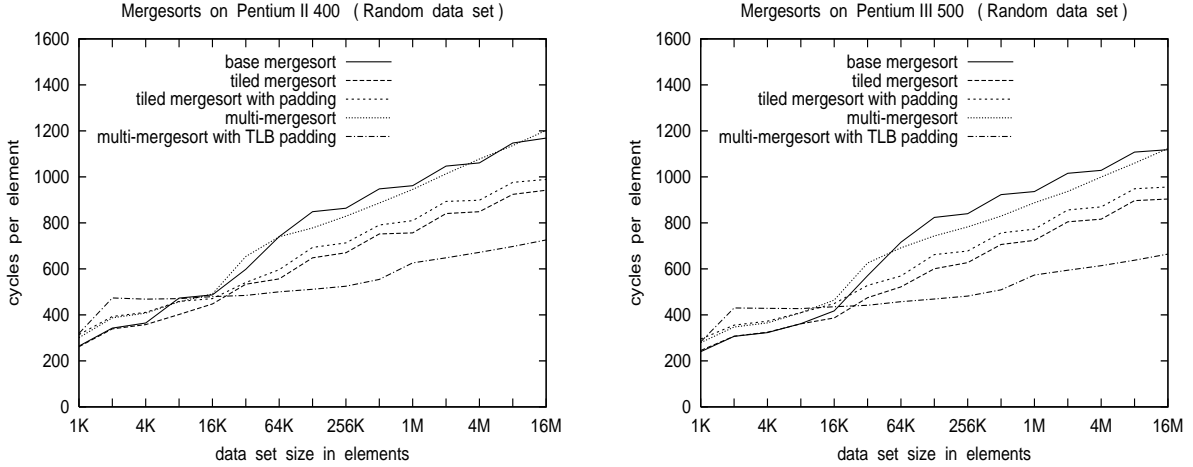 Mergesorts on Pentium II 400 ( Random data set )
1600
1400
1200
1000
800
600
400
200
0
cycles per element
base mergesort
tiled mergesort
tiled mergesort with padding
multi-mergesort
multi-mergesort with TLB padding
1K 4K 16K 64K 256K 1M 4M 16M
data set size in elements
Mergesorts on Pentium III 500 ( Random data set )
1600
1400
1200
1000
800
600
400
200
0
cycles per element
base mergesort
tiled mergesort
tiled mergesort with padding
multi-mergesort
multi-mergesort with TLB padding
1K 4K 16K 64K 256K 1M 4M 16M
data set size in elements